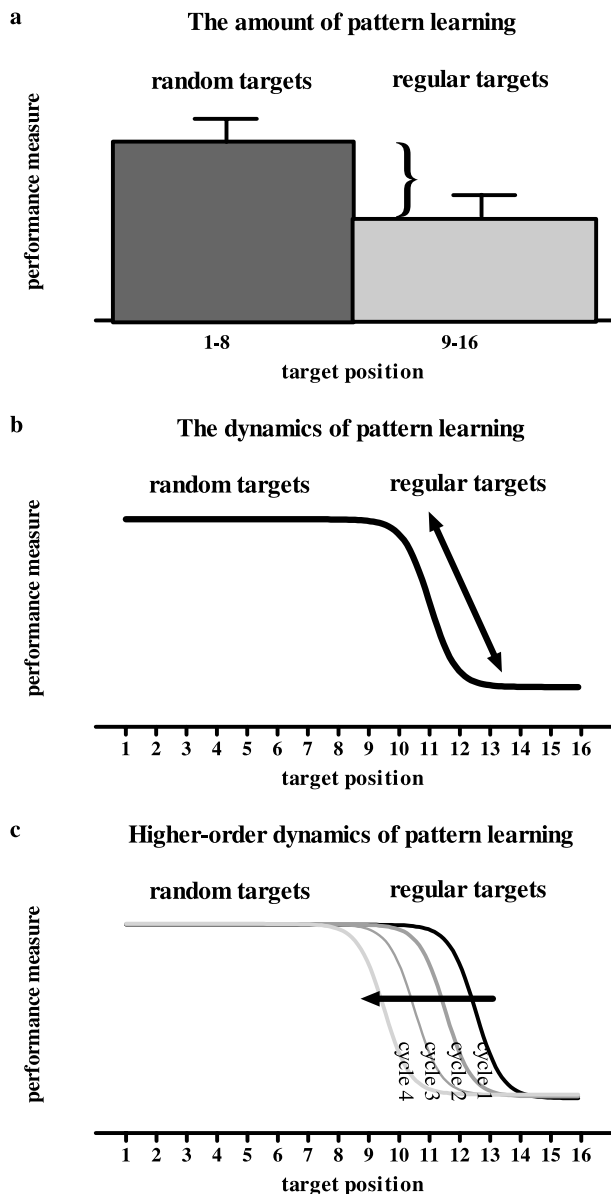 a
The amount of pattern learning
random targets
regular targets
performance measure
1-8
9-16
target position
b
The dynamics of pattern learning
random targets
regular targets
performance measure
1 2 3 4 5 6 7 8 9 10 11 12 13 14 15 16
target position
c
Higher-order dynamics of pattern learning
random targets
regular targets
performance measure
cycle 4
cycle 3
cycle 2
cycle 1
1 2 3 4 5 6 7 8 9 10 11 12 13 14 15 16
target position